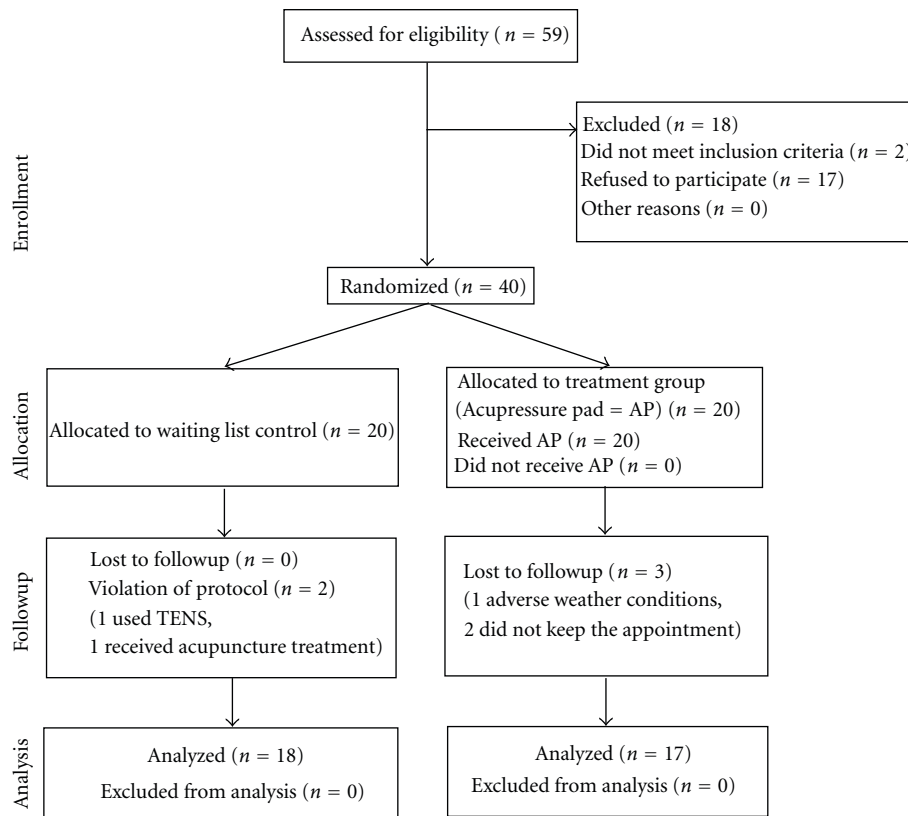 Assessed for eligibility (n = 59)
Excluded (n = 18)
Did not meet inclusion criteria (n = 2)
Refused to participate (n = 17)
Other reasons (n = 0)
Enrollment
Randomized (n = 40)
Allocation
Allocated to waiting list control (n = 20)
Allocated to treatment group
(Acupressure pad = AP) (n = 20)
Received AP (n = 20)
Did not receive AP (n = 0)
Followup
Lost to followup (n = 0)
Violation of protocol (n = 2)
(1 used TENS,
1 received acupuncture treatment)
Lost to followup (n = 3)
(1 adverse weather conditions,
2 did not keep the appointment)
Analysis
Analyzed (n = 18)
Excluded from analysis (n = 0)
Analyzed (n = 17)
Excluded from analysis (n = 0)